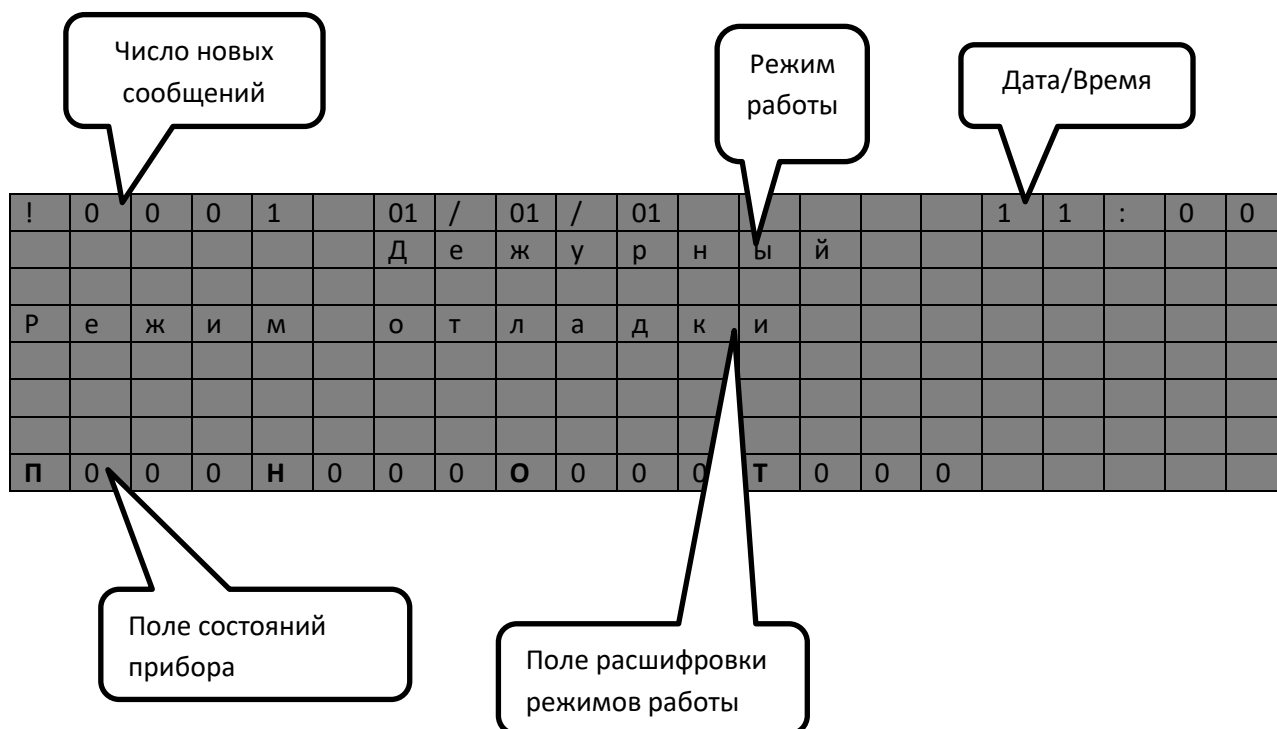 Число новых
сообщений
Режим
работы
Дата/Время
! 0 0 0 1 01 / 01 / 01 1 1 : 0 0
Д е ж у р н ы й
Р е ж и м о т л а д к и
П 0 0 0 Н 0 0 0 О 0 0 0 Т 0 0 0
Поле состояний
прибора
Поле расшифровки
режимов работы